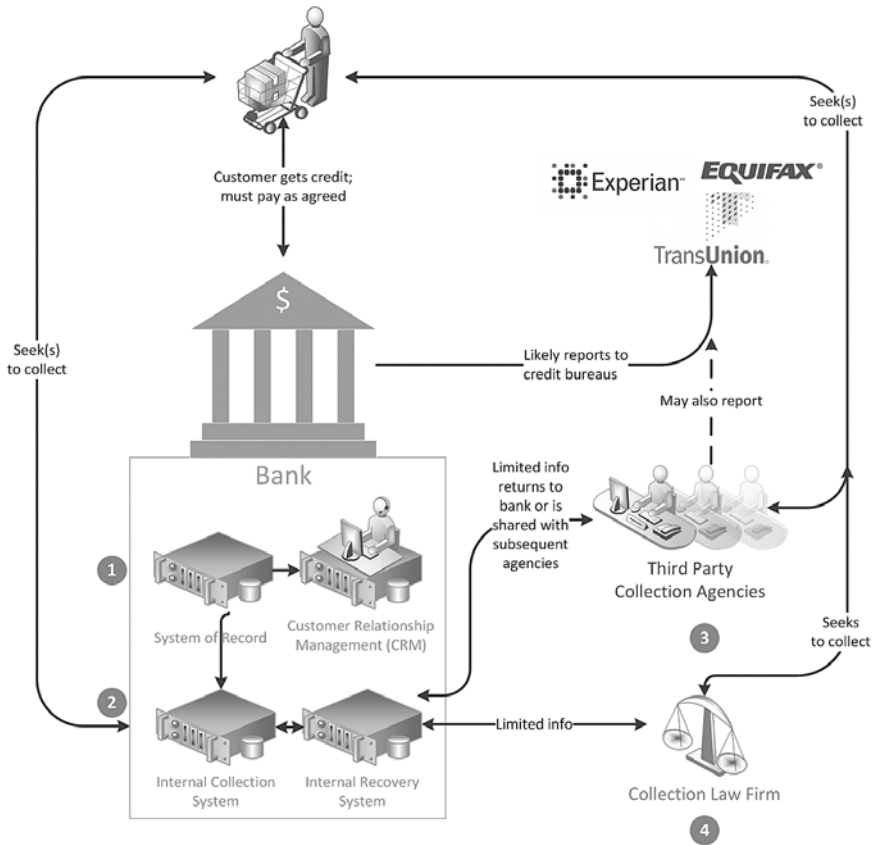 Seek(s)
to collect
Customer gets credit;
must pay as agreed
Experian™
EQUIFAX®
TransUnion®
$
Seek(s)
to collect
Likely reports to
credit bureaus
May also report
Bank
Limited info
returns to
bank or is
shared with
subsequent
agencies
1
System of Record
Customer Relationship
Management (CRM)
Third Party
Collection Agencies
3
Seeks
to collect
2
Limited info
Internal Collection
System
Internal Recovery
System
Collection Law Firm
4